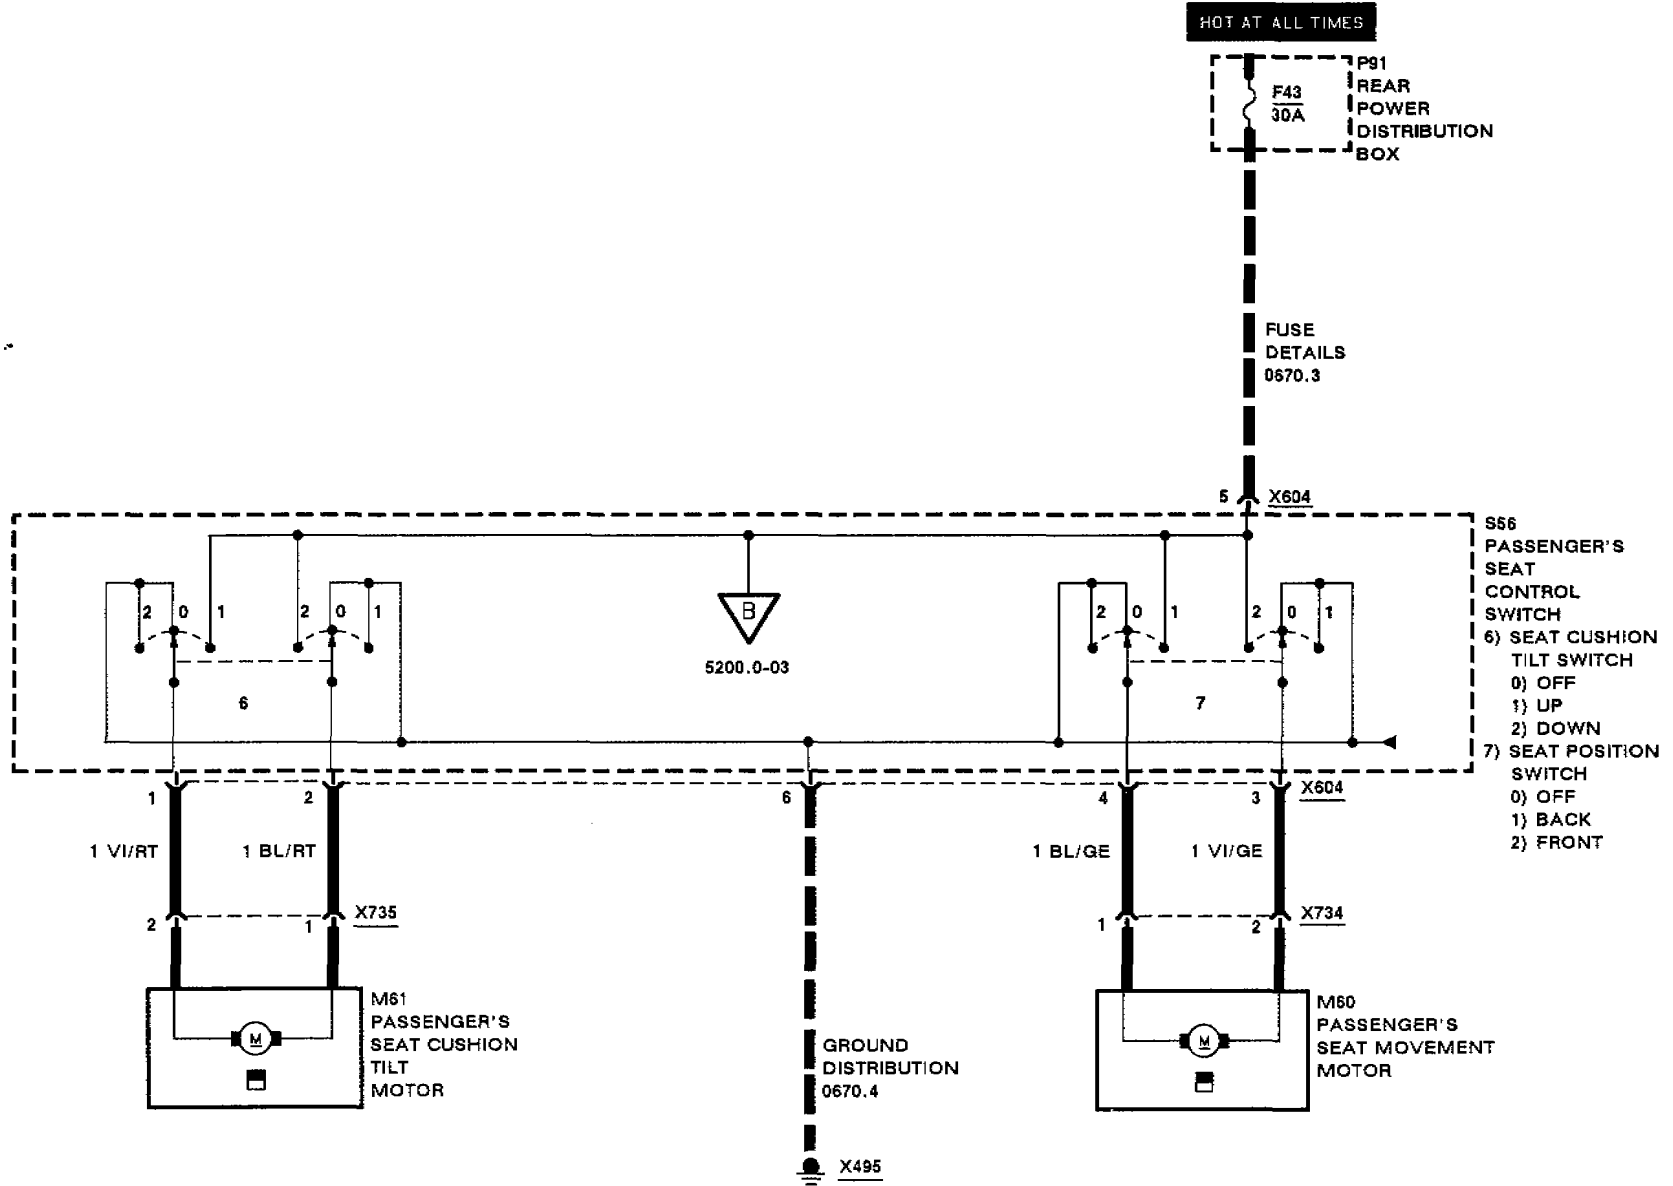 HOT AT ALL TIMES
P91
REAR
POWER
DISTRIBUTION
BOX
F43
30A
FUSE
DETAILS
0670.3
5 X604
2 0 1 2 0 1 B 2 0 1 2 0 1
5200.0-03
6 7
S56
PASSENGER'S
SEAT
CONTROL
SWITCH
6) SEAT CUSHION
TILT SWITCH
0) OFF
1) UP
2) DOWN
7) SEAT POSITION
SWITCH
0) OFF
1) BACK
2) FRONT
1 2 6 4 3 X604
1 VI/RT 1 BL/RT 1 BL/GE 1 VI/GE
2 1 X735 1 2 X734
M61
PASSENGER'S
SEAT CUSHION
TILT
MOTOR
M
GROUND
DISTRIBUTION
0670.4
M60
PASSENGER'S
SEAT MOVEMENT
MOTOR
M
X495